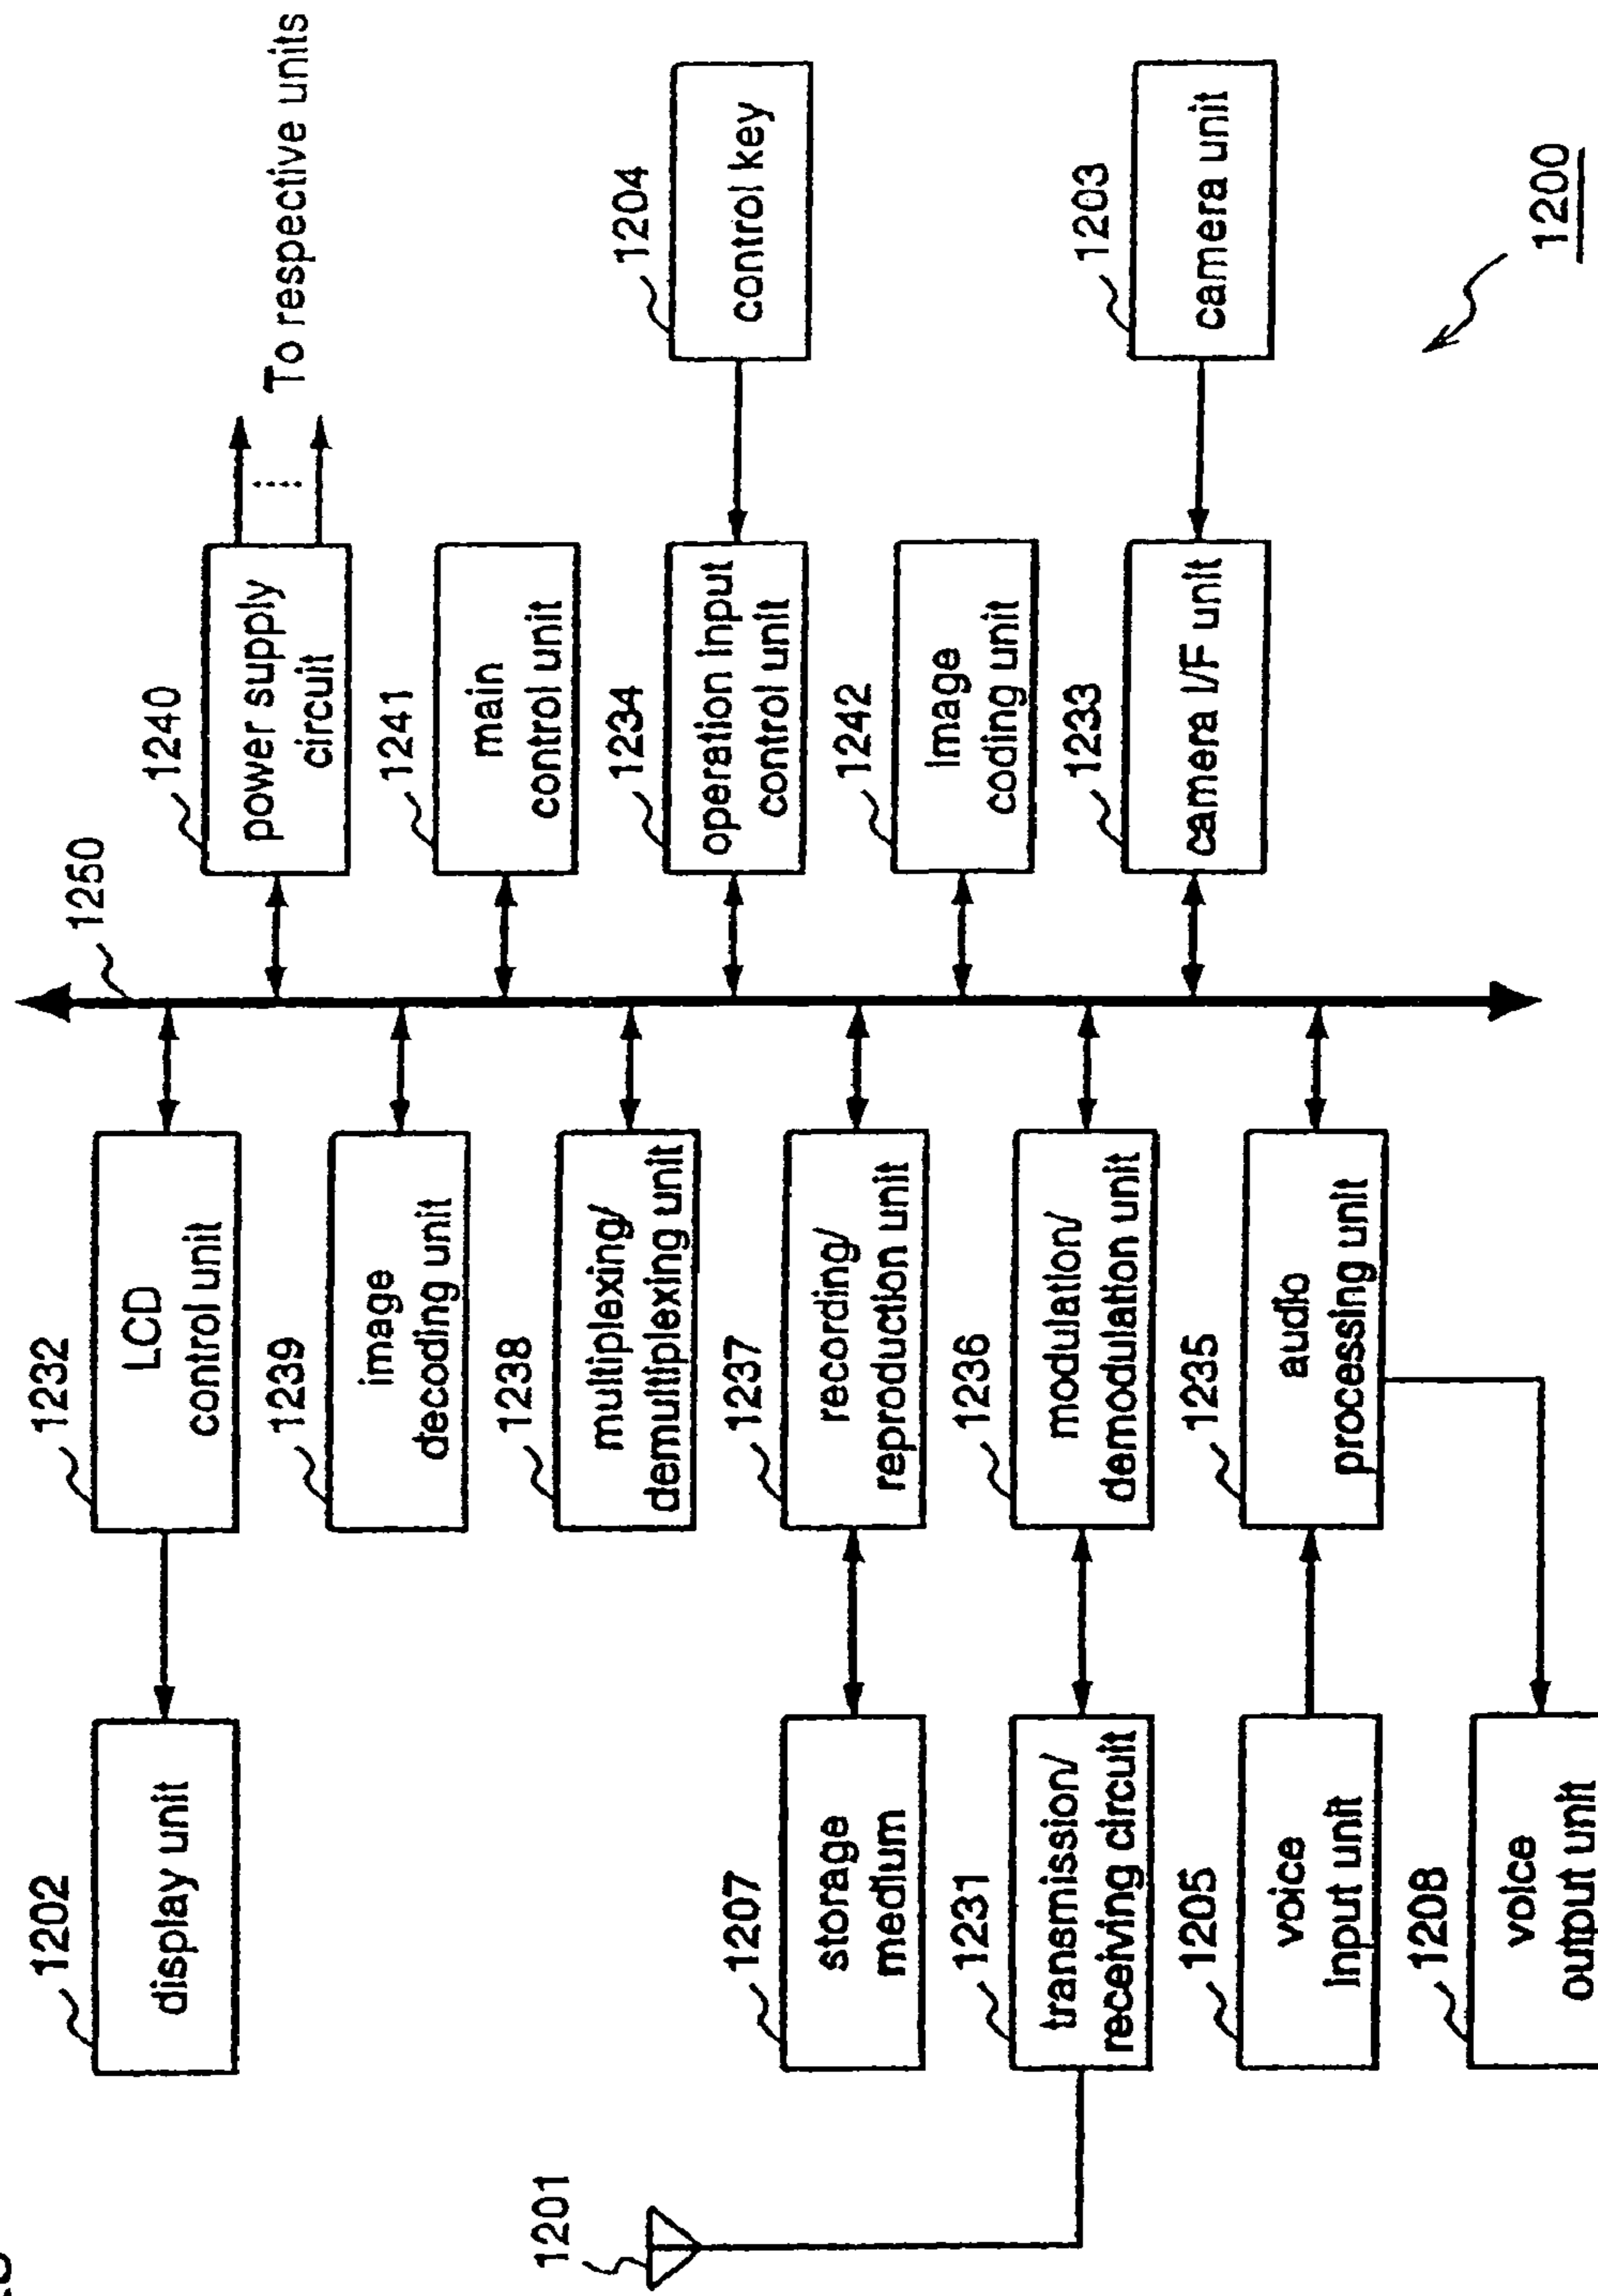 1202
display unit
1232
LCD
control unit
1250
1240
power supply
circuit
To respective units
1239
image
decoding unit
1241
main
control unit
1201
1238
multiplexing/
demultiplexing unit
1234
operation input
control unit
1204
control key
1207
storage
medium
1237
recording/
reproduction unit
1242
image
coding unit
1231
transmission/
receiving circuit
1236
modulation/
demodulation unit
1233
camera I/F unit
1203
camera unit
1205
voice
input unit
1235
audio
processing unit
1208
voice
output unit
1200